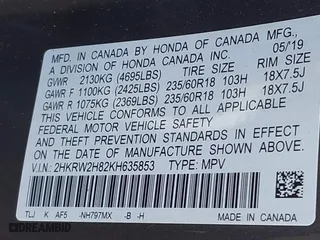 MFD. IN CANADA BY HONDA OF CANADA MFG.,
A DIVISION OF HONDA CANADA INC. 05/19
GVWR 2130KG (4695LBS) TIRE SIZE RIM SIZE
GAWR F 1100KG (2425LBS) 235/60R18 103H 18X7.5J
GAWR R 1075KG (2369LBS) 235/60R18 103H 18X7.5J
THIS VEHICLE CONFORMS TO ALL APPLICABLE
FEDERAL MOTOR VEHICLE SAFETY AND
THEFT PREVENTION STANDARDS IN EFFECT ON
THE DATE OF MANUFACTURE SHOWN ABOVE.
V.I.N.: 2HKRW2H82KH635853 TYPE: MPV
TLJ K AF5 -NH797MX -B -H
© DREAMBID